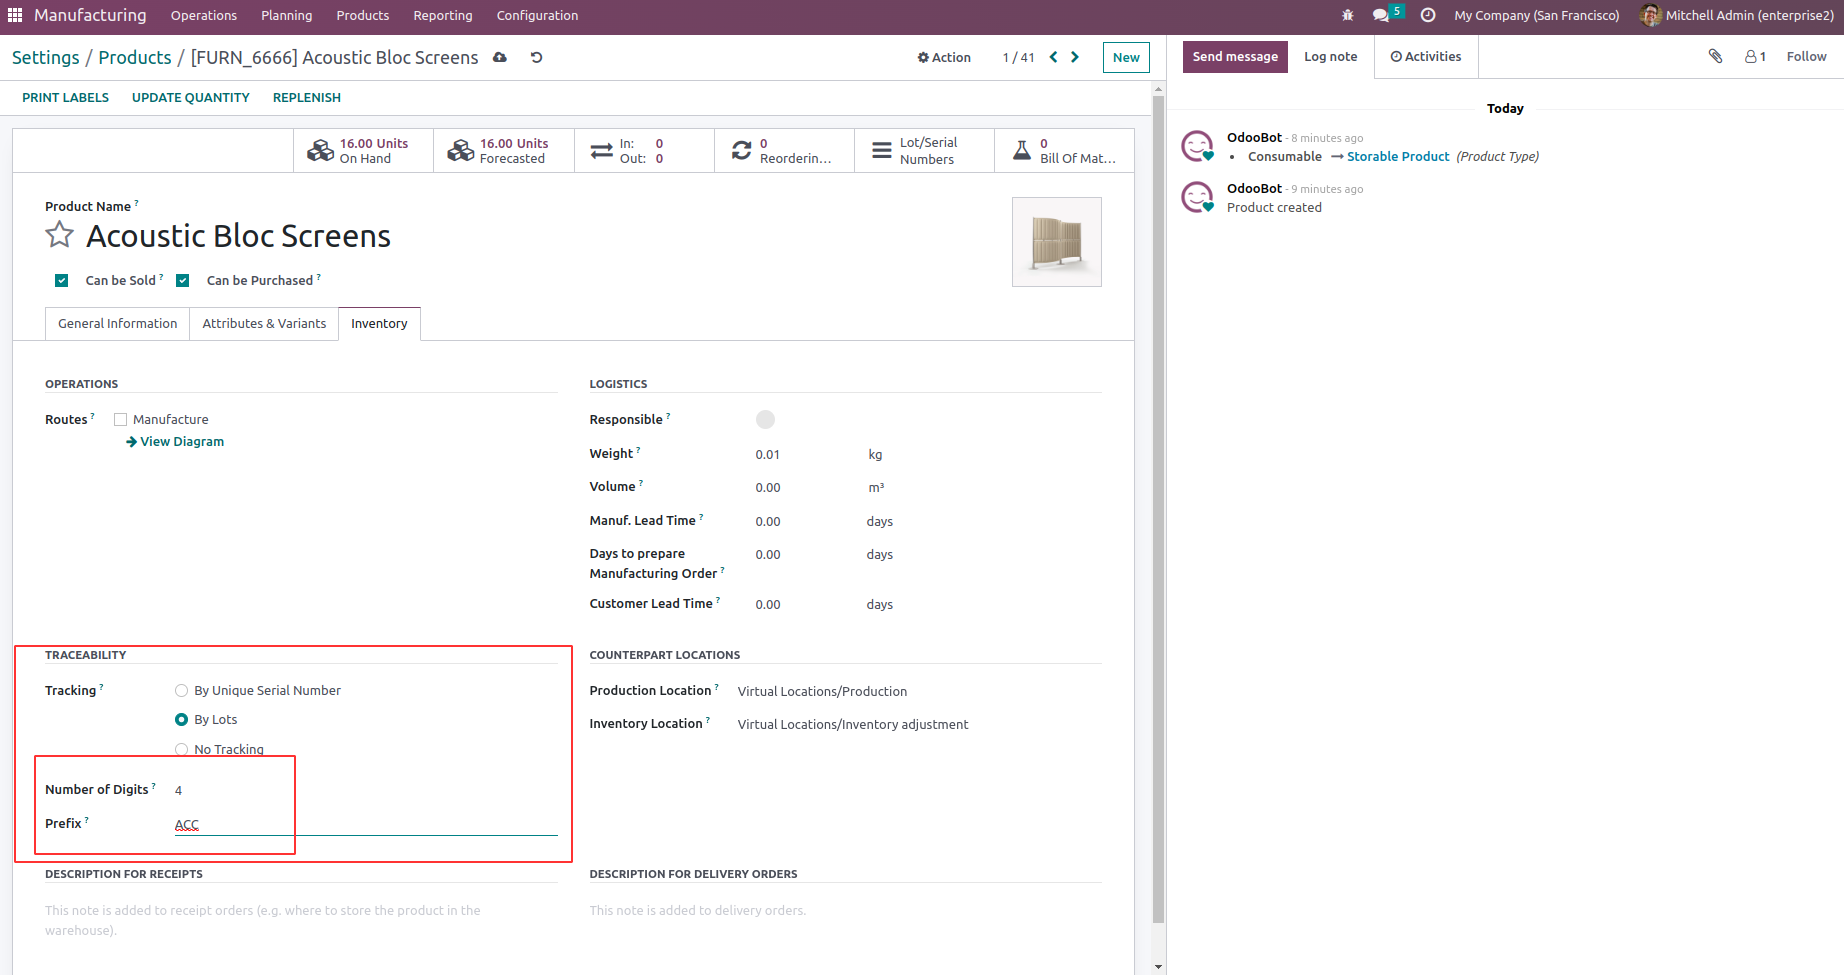 Manufacturing Operations Planning Products Reporting Configuration 5 My Company (San Francisco) Mitchell Admin (enterprise2)
Settings / Products / [FURN_6666] Acoustic Bloc Screens Action 1 / 41 New
PRINT LABELS UPDATE QUANTITY REPLENISH
16.00 Units
On Hand
16.00 Units
Forecasted
In: 0
Out: 0
0
Reorderin...
Lot/Serial
Numbers
0
Bill Of Mat...
Product Name ?
Acoustic Bloc Screens
Can be Sold ? Can be Purchased ?
General Information Attributes & Variants Inventory
OPERATIONS
Routes ? Manufacture
View Diagram
LOGISTICS
Responsible ?
Weight ? 0.01 kg
Volume ? 0.00 m³
Manuf. Lead Time ? 0.00 days
Days to prepare
Manufacturing Order ? 0.00 days
Customer Lead Time ? 0.00 days
TRACEABILITY
Tracking ? By Unique Serial Number
By Lots
No Tracking
Number of Digits ? 4
Prefix ? ACC
COUNTERPART LOCATIONS
Production Location ? Virtual Locations/Production
Inventory Location ? Virtual Locations/Inventory adjustment
DESCRIPTION FOR RECEIPTS
This note is added to receipt orders (e.g. where to store the product in the
warehouse).
DESCRIPTION FOR DELIVERY ORDERS
This note is added to delivery orders.
Send message Log note Activities 1 Follow
Today
OdooBot - 8 minutes ago
• Consumable → Storable Product (Product Type)
OdooBot - 9 minutes ago
Product created